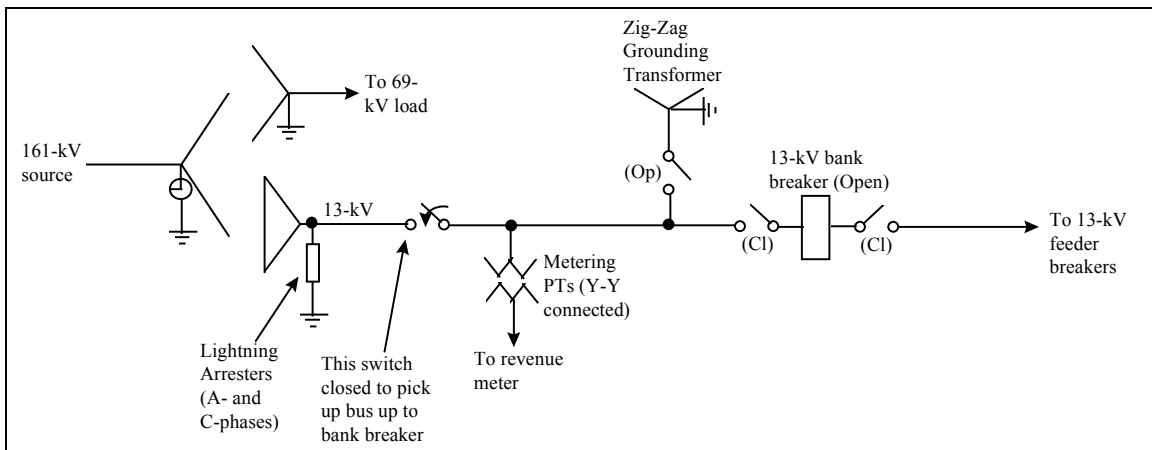 Zig-Zag
Grounding
Transformer
To 69-
kV load
161-kV
source
(Op)
13-kV bank
breaker (Open)
13-kV
(Cl)
(Cl)
To 13-kV
feeder
breakers
Metering
PTs (Y-Y
connected)
Lightning
Arresters
(A- and
C-phases)
This switch
closed to pick
up bus up to
bank breaker
To revenue
meter